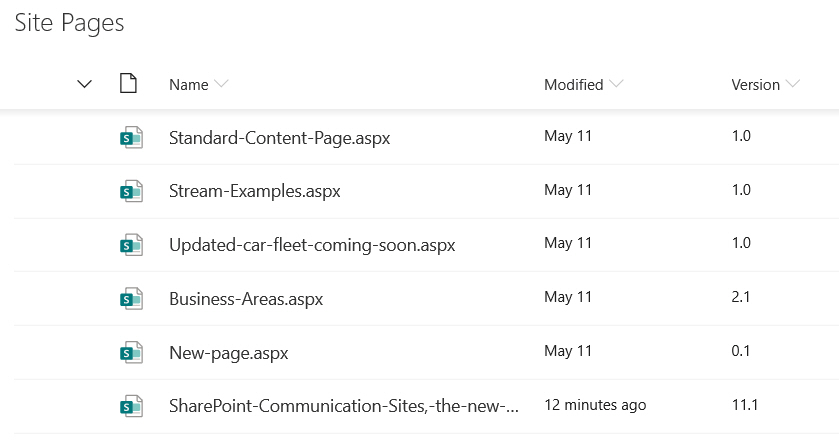 Site Pages
Name Modified Version
Standard-Content-Page.aspx May 11 1.0
Stream-Examples.aspx May 11 1.0
Updated-car-fleet-coming-soon.aspx May 11 1.0
Business-Areas.aspx May 11 2.1
New-page.aspx May 11 0.1
SharePoint-Communication-Sites,-the-new-... 12 minutes ago 11.1